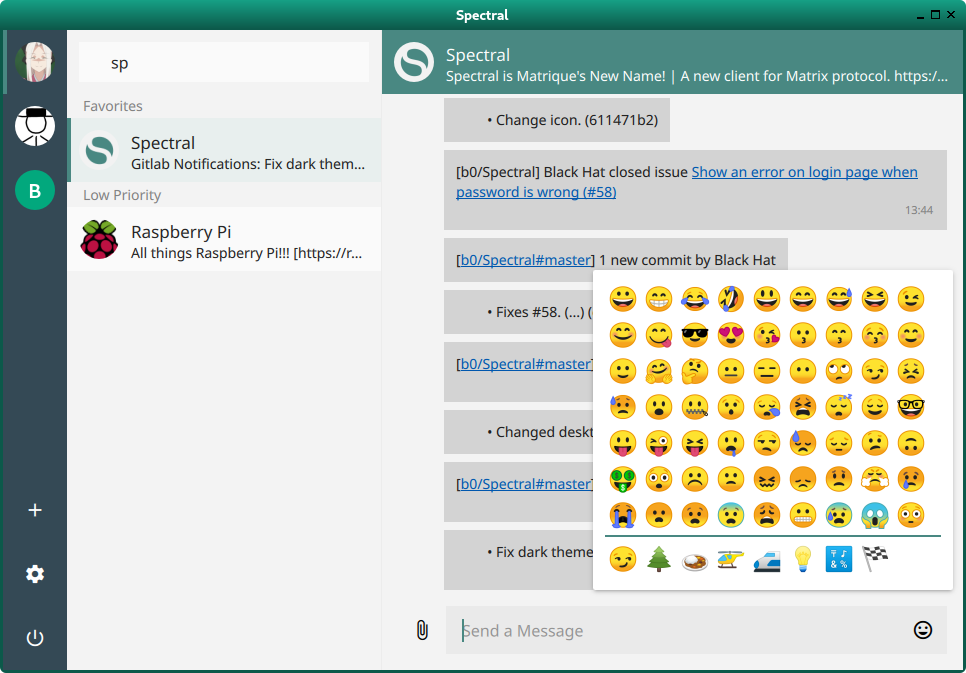 Spectral
sp
Favorites
Spectral
Gitlab Notifications: Fix dark them...
Low Priority
Raspberry Pi
All things Raspberry Pi!!! [https://r...
B
Spectral
Spectral is Matrique's New Name! | A new client for Matrix protocol. https:/...
• Change icon. (611471b2)
[b0/Spectral] Black Hat closed issue Show an error on login page when
password is wrong (#58)
13:44
[b0/Spectral#master] 1 new commit by Black Hat
• Fixes #58. (...) (
[b0/Spectral#master]
• Changed deskt
[b0/Spectral#master]
• Fix dark theme
Send a Message